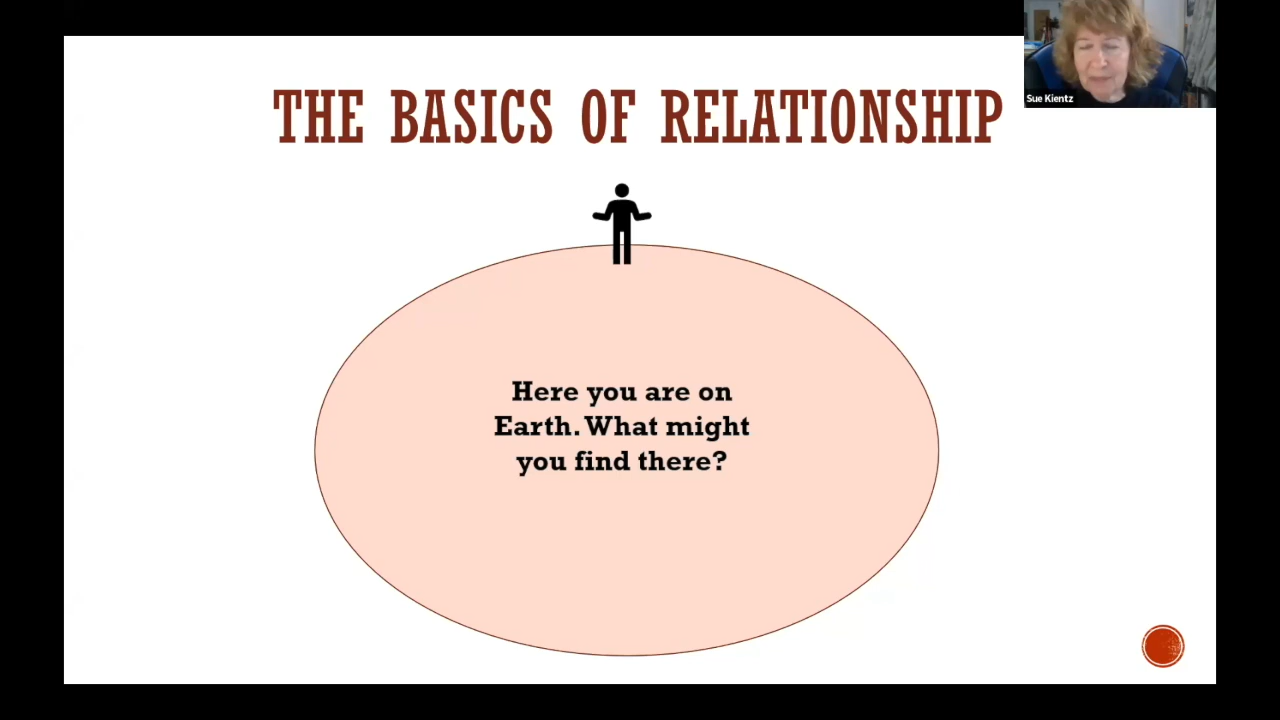 THE BASICS OF RELATIONSHIP
Sue Kientz
Here you are on
Earth. What might
you find there?